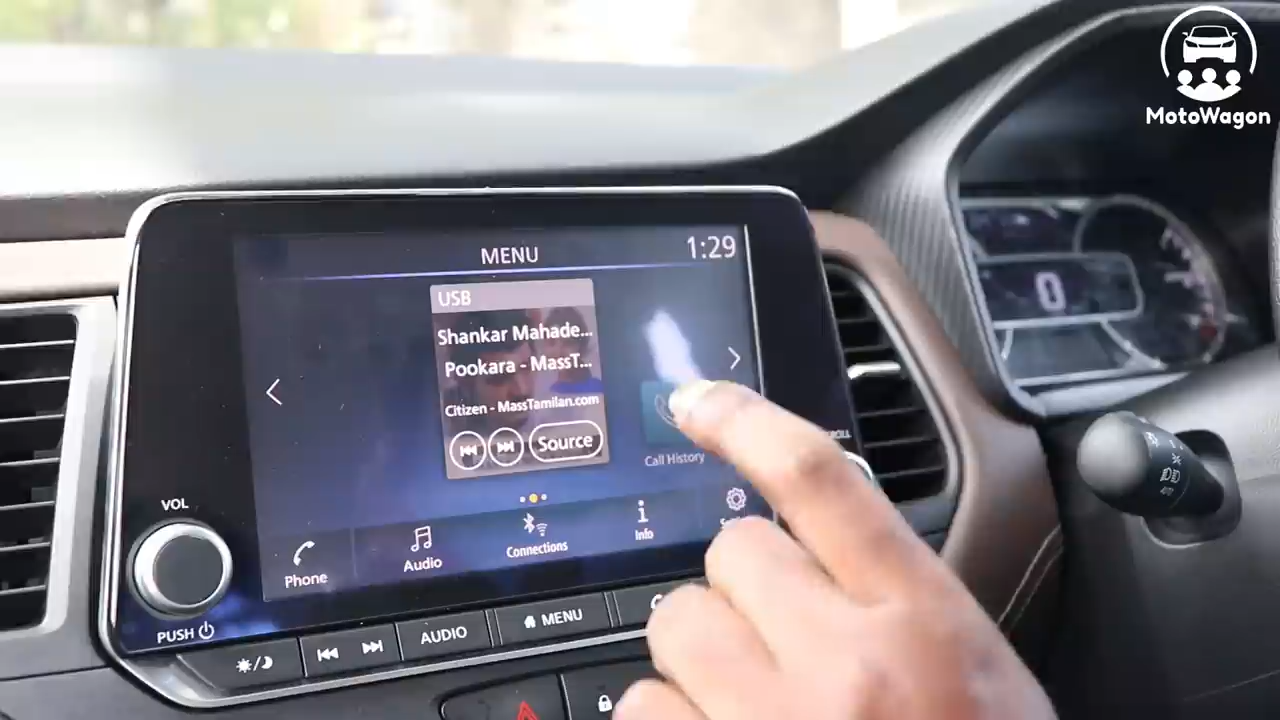 MotoWagon
MENU
1:29
USB
Shankar Mahade...
Pookara - MassT...
Citizen - MassTamilan.com
Source
Call History
Phone
Audio
Connections
Info
VOL
PUSH
AUDIO
MENU
0